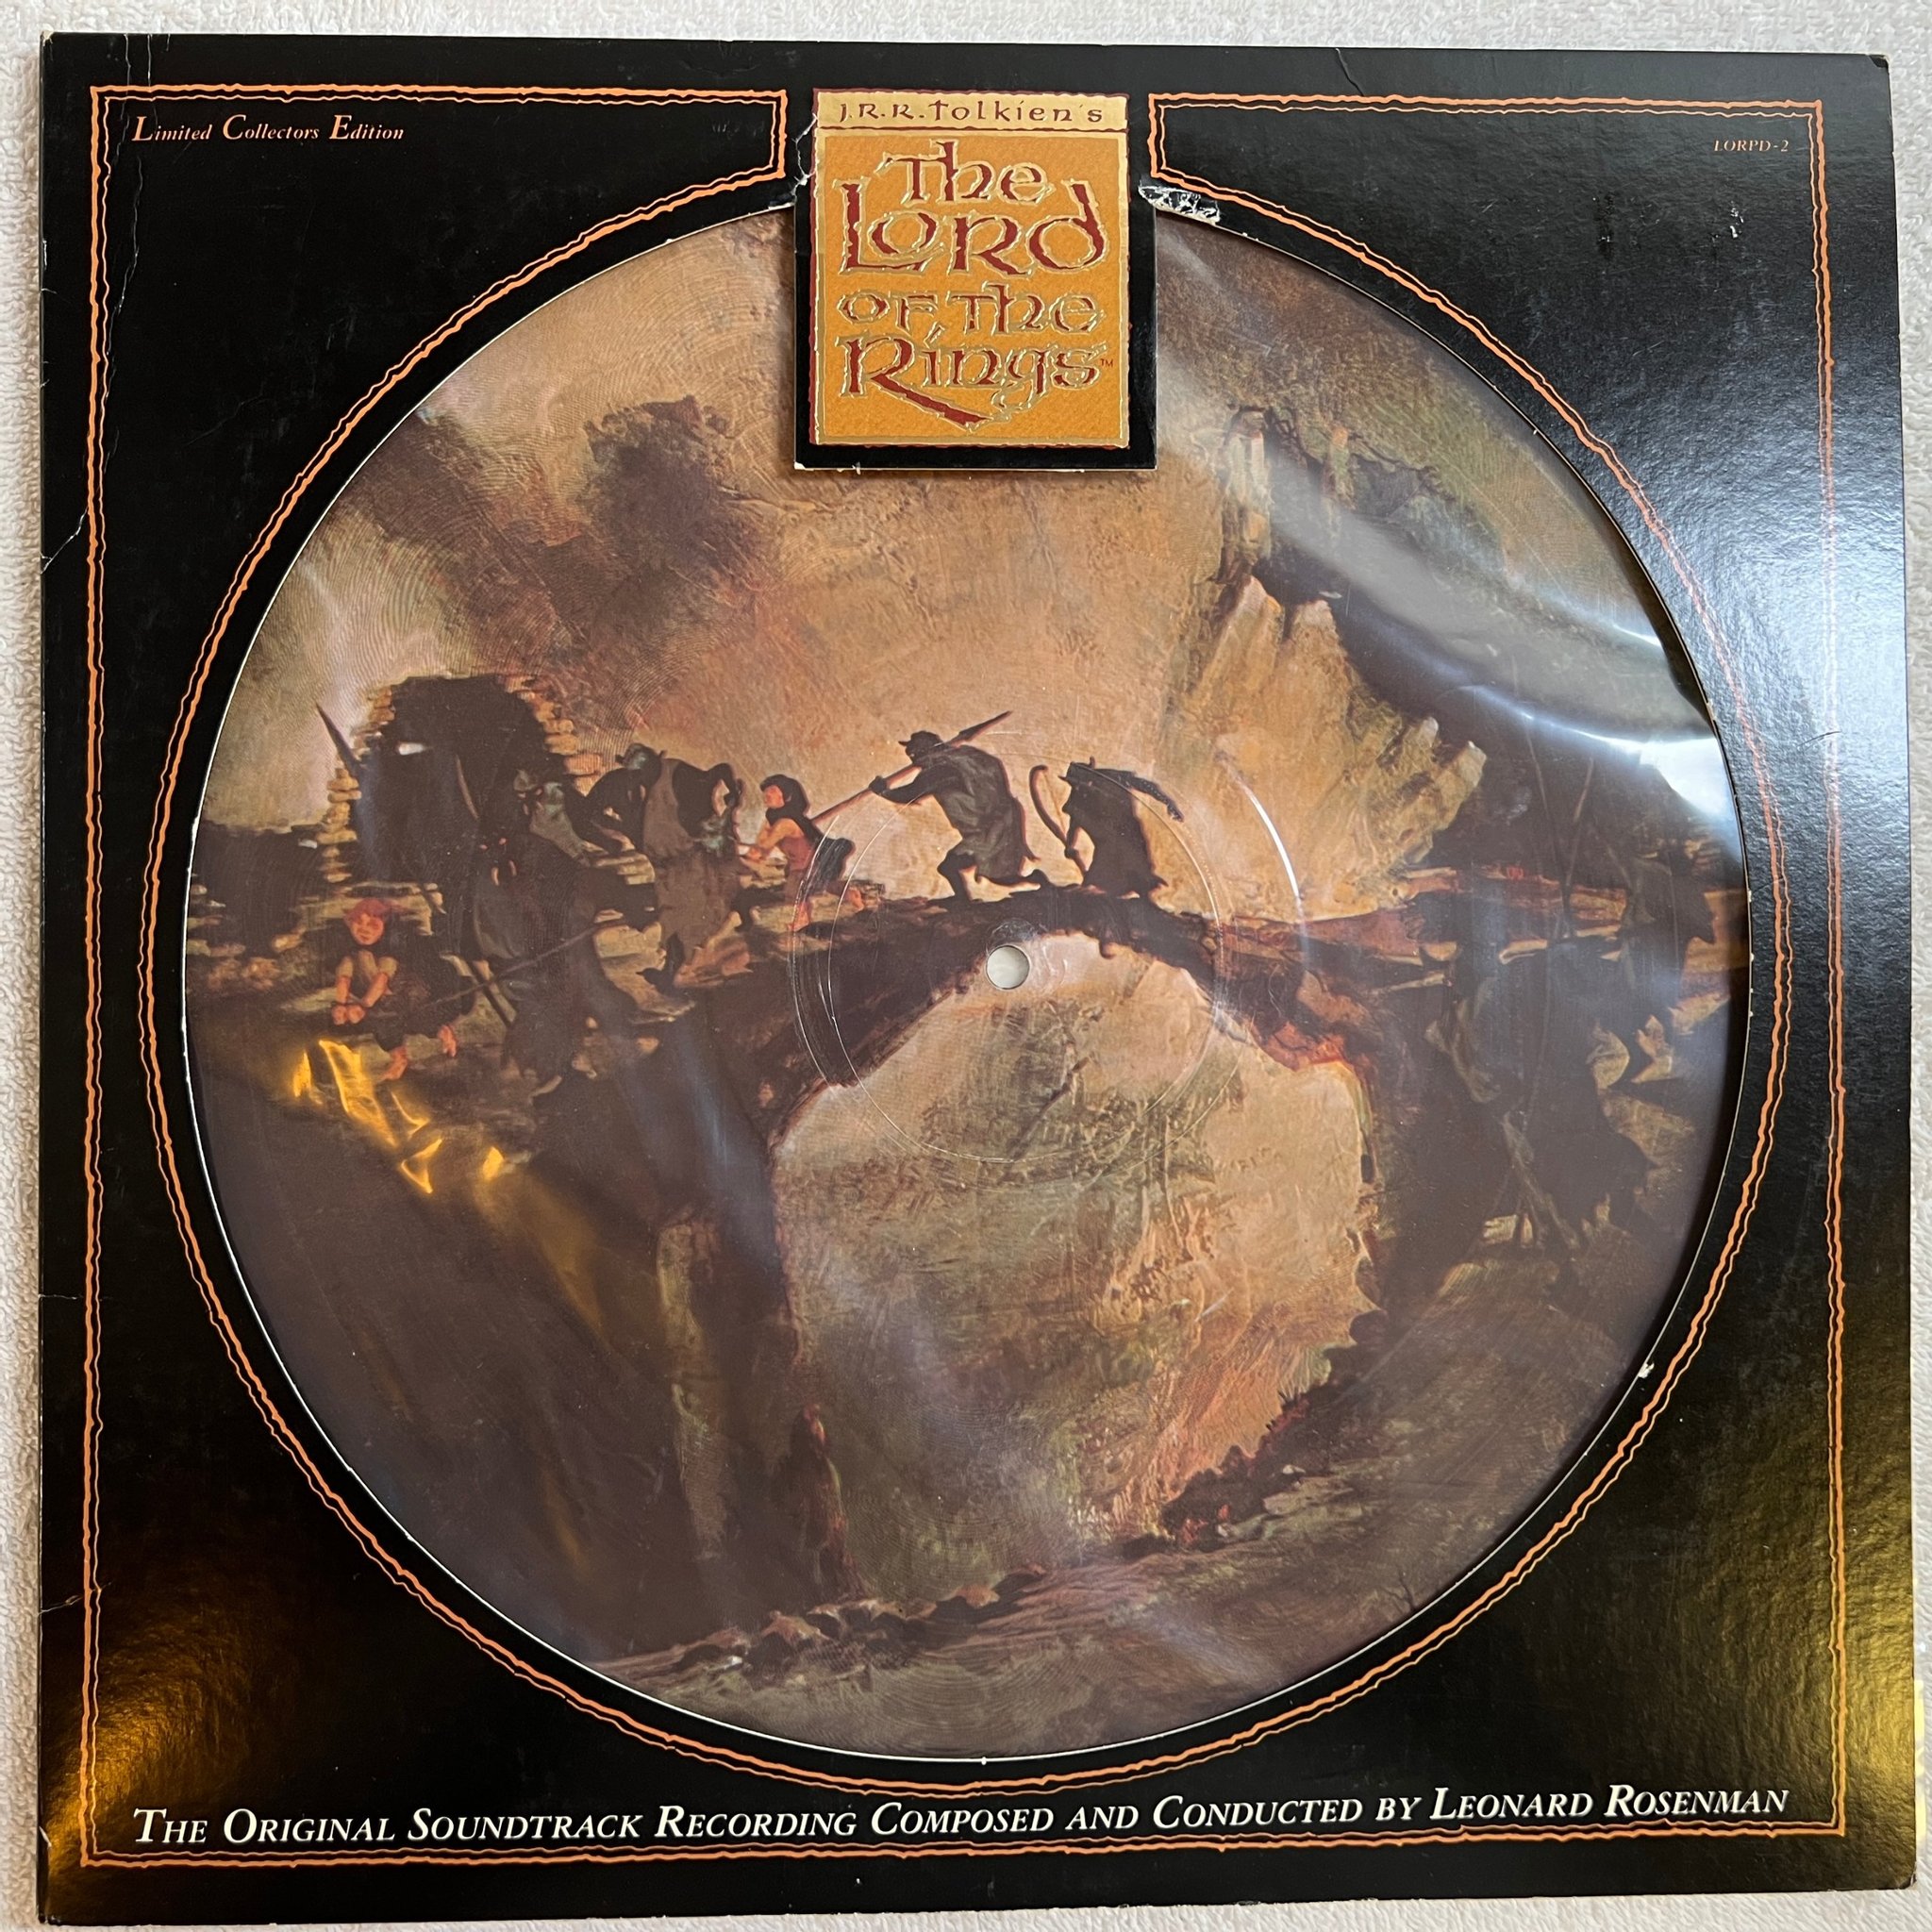 Limited Collectors Edition
J.R.R. Tolkien's
The
Lord
of the
Rings™
LORPD-2
The Original Soundtrack Recording Composed and Conducted by Leonard Rosenman